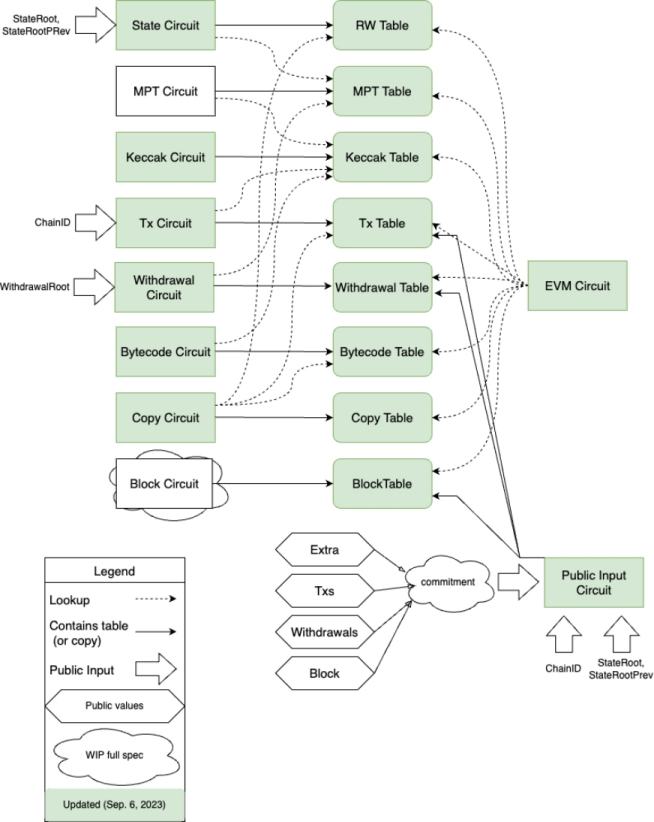 StateRoot,
StateRootPRev
State Circuit
RW Table
MPT Circuit
MPT Table
Keccak Circuit
Keccak Table
ChainID
Tx Circuit
Tx Table
WithdrawalRoot
Withdrawal
Circuit
Withdrawal Table
EVM Circuit
Bytecode Circuit
Bytecode Table
Copy Circuit
Copy Table
Block Circuit
BlockTable
Extra
Txs
Withdrawals
Block
commitment
Public Input
Circuit
ChainID
StateRoot,
StateRootPrev
Legend
Lookup
Contains table
(or copy)
Public Input
Public values
WIP full spec
Updated (Sep. 6, 2023)